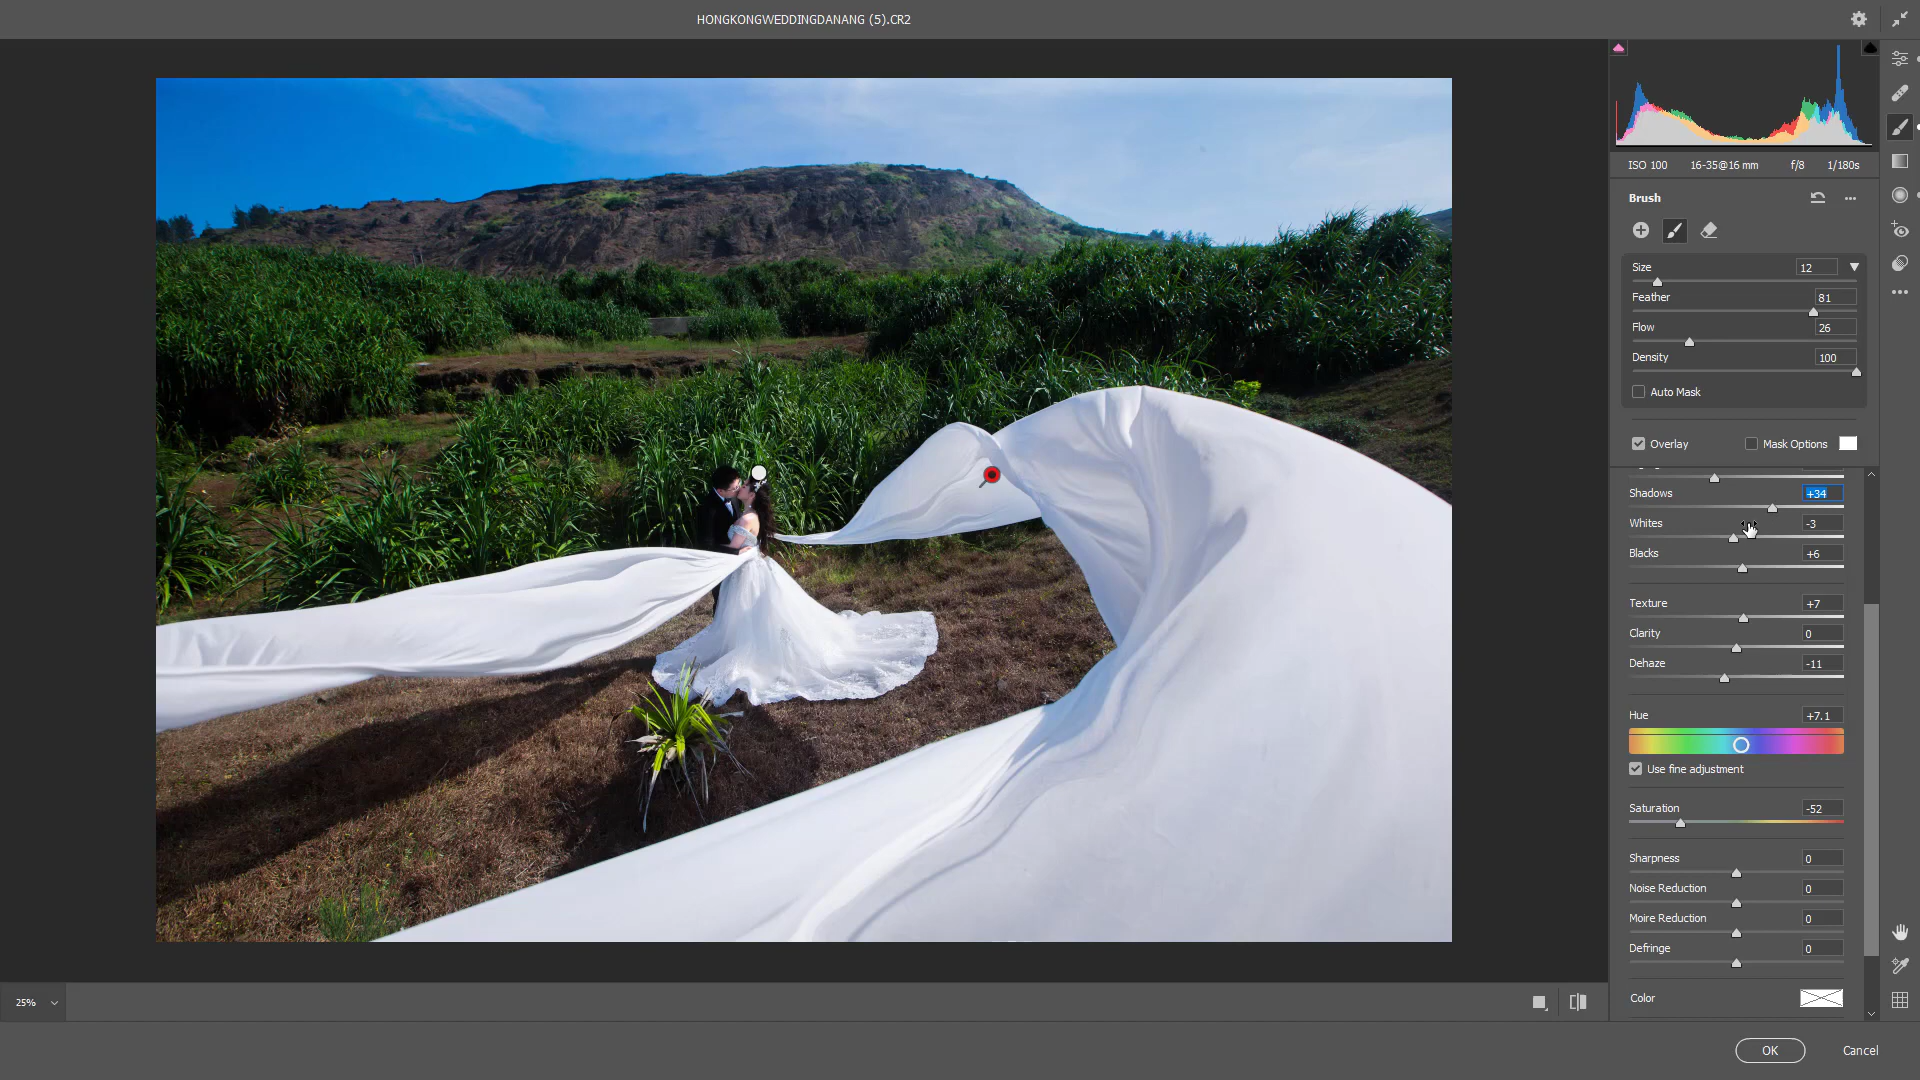 HONGKONGWEDDINGDANANG (5).CR2
ISO 100 16-35@16 mm f/8 1/180s
Brush
Size 12
Feather 81
Flow 26
Density 100
Auto Mask
Overlay Mask Options
Shadows +34
Whites -3
Blacks +6
Texture +7
Clarity 0
Dehaze -11
Hue +7.1
Use fine adjustment
Saturation -52
Sharpness 0
Noise Reduction 0
Moire Reduction 0
Defringe 0
Color
25%
OK Cancel